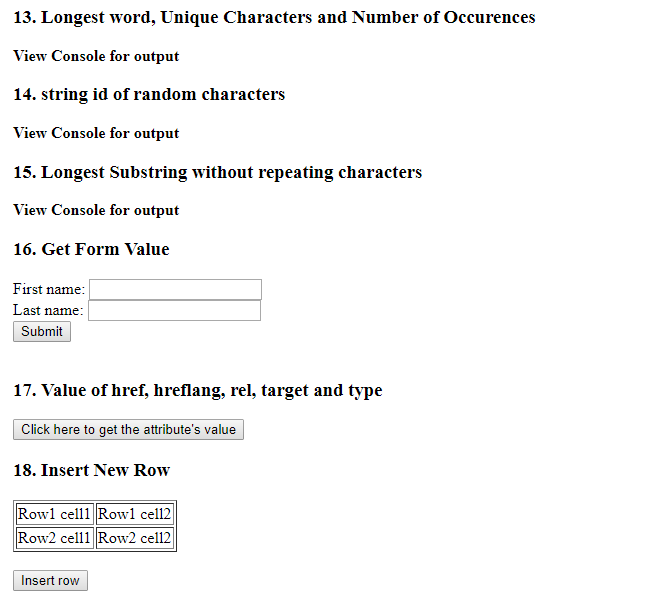 13. Longest word, Unique Characters and Number of Occurences
View Console for output
14. string id of random characters
View Console for output
15. Longest Substring without repeating characters
View Console for output
16. Get Form Value
First name:
Last name:
Submit
17. Value of href, hreflang, rel, target and type
Click here to get the attribute's value
18. Insert New Row
Row1 cell1 Row1 cell2
Row2 cell1 Row2 cell2
Insert row